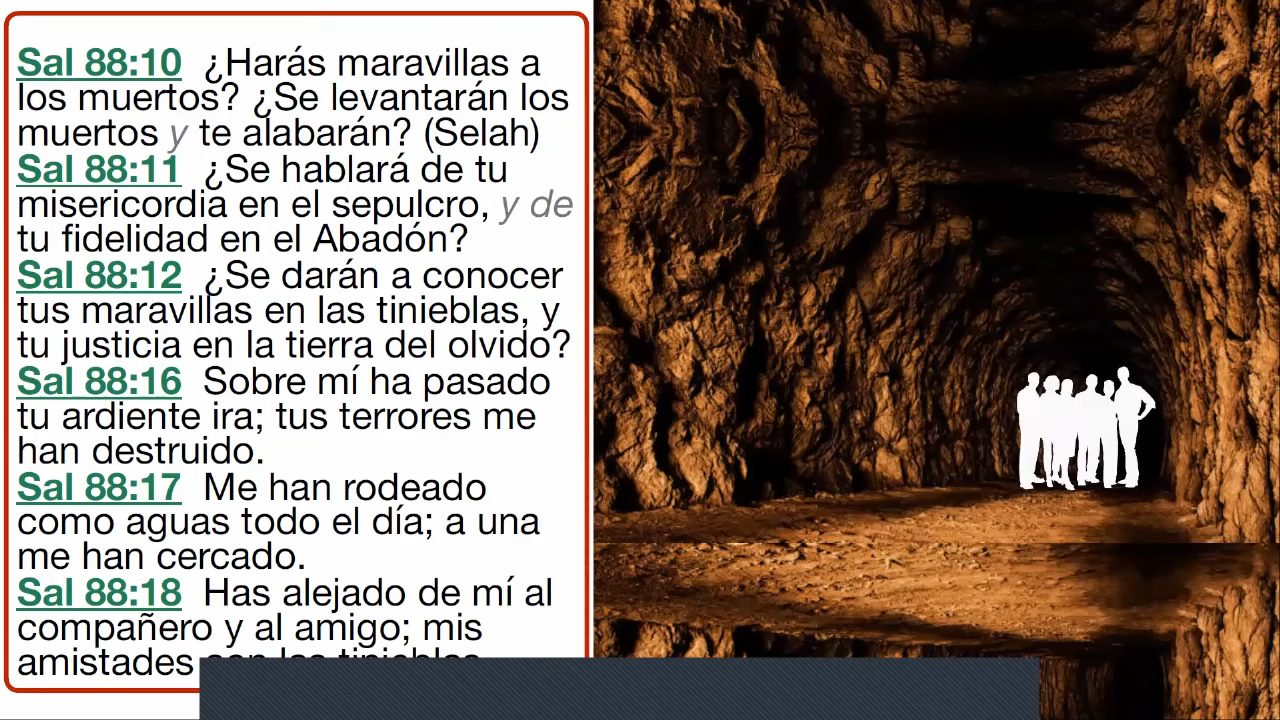 Sal 88:10 ¿Harás maravillas a
los muertos? ¿Se levantarán los
muertos y te alabarán? (Selah)
Sal 88:11 ¿Se hablará de tu
misericordia en el sepulcro, y de
tu fidelidad en el Abadón?
Sal 88:12 ¿Se darán a conocer
tus maravillas en las tinieblas, y
tu justicia en la tierra del olvido?
Sal 88:16 Sobre mí ha pasado
tu ardiente ira; tus terrores me
han destruido.
Sal 88:17 Me han rodeado
como aguas todo el día; a una
me han cercado.
Sal 88:18 Has alejado de mí al
compañero y al amigo; mis
amistades